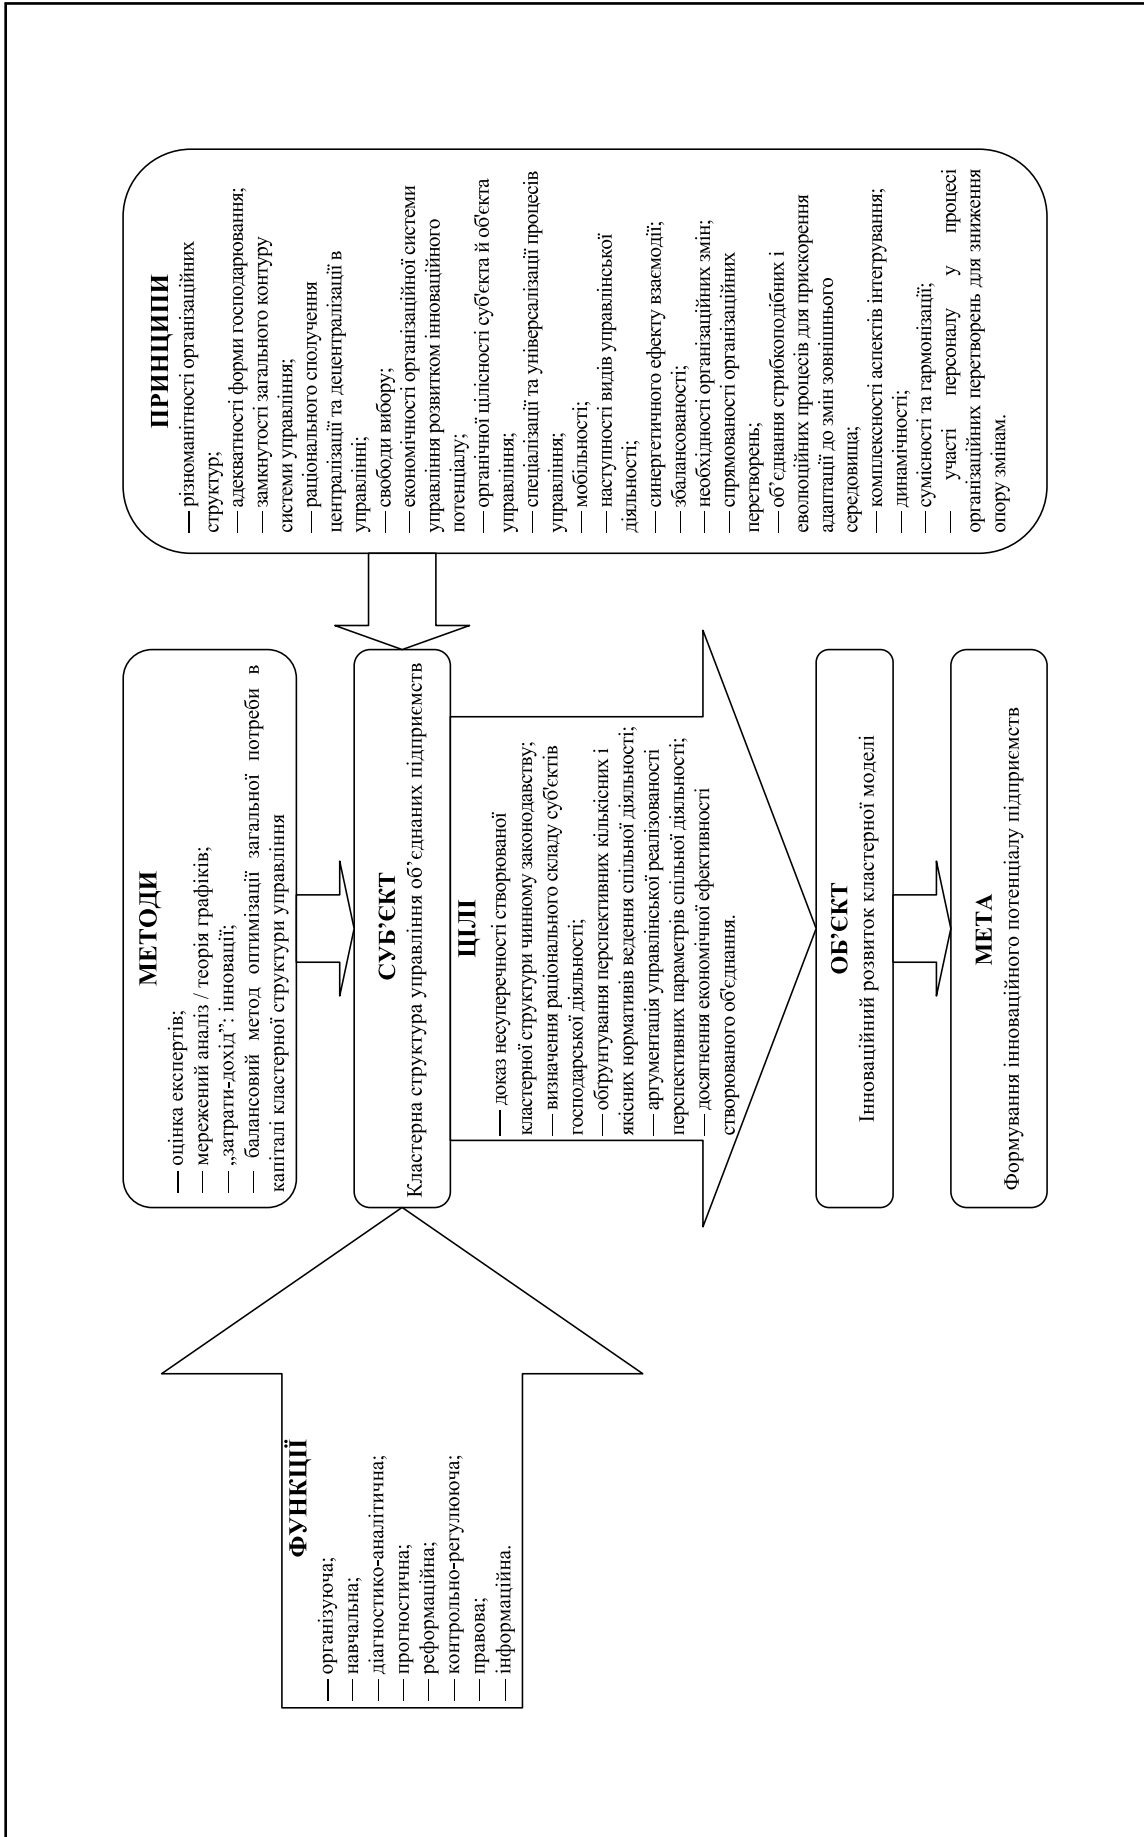 ФУНКЦІЇ
— організуюча;
— навчальна;
— діагностико-аналітична;
— прогностична;
— реформаційна;
— контрольно-регулююча;
— правова;
— інформаційна.
МЕТОДИ
— оцінка експертів;
— мережений аналіз / теорія графіків;
— „затрати-дохід”: інновації;
— балансовий метод оптимізації загальної потреби в
капіталі кластерної структури управління
СУБ’ЄКТ
Кластерна структура управління об’єднаних підприємств
ЦІЛІ
— доказ несуперечності створюваної
кластерної структури чинному законодавству;
— визначення раціонального складу суб'єктів
господарської діяльності;
— обґрунтування перспективних кількісних і
якісних нормативів ведення спільної діяльності;
— аргументація управлінської реалізованості
перспективних параметрів спільної діяльності;
— досягнення економічної ефективності
створюваного об'єднання.
ОБ’ЄКТ
Інноваційний розвиток кластерної моделі
МЕТА
Формування інноваційного потенціалу підприємств
ПРИНЦИПИ
— різноманітності організаційних
структур;
— адекватності форми господарювання;
— замкнутості загального контуру
системи управління;
— раціонального сполучення
централізації та децентралізації в
управлінні;
— свободи вибору;
— економічності організаційної системи
управління розвитком інноваційного
потенціалу;
— органічної цілісності суб'єкта й об'єкта
управління;
— спеціалізації та універсалізації процесів
управління;
— мобільності;
— наступності видів управлінської
діяльності;
— синергетичного ефекту взаємодії;
— збалансованості;
— необхідності організаційних змін;
— спрямованості організаційних
перетворень;
— об’єднання стрибкоподібних і
еволюційних процесів для прискорення
адаптації до змін зовнішнього
середовища;
— комплексності аспектів інтегрування;
— динамічності;
— сумісності та гармонізації;
— участі персоналу у процесі
організаційних перетворень для зниження
опору змінам.